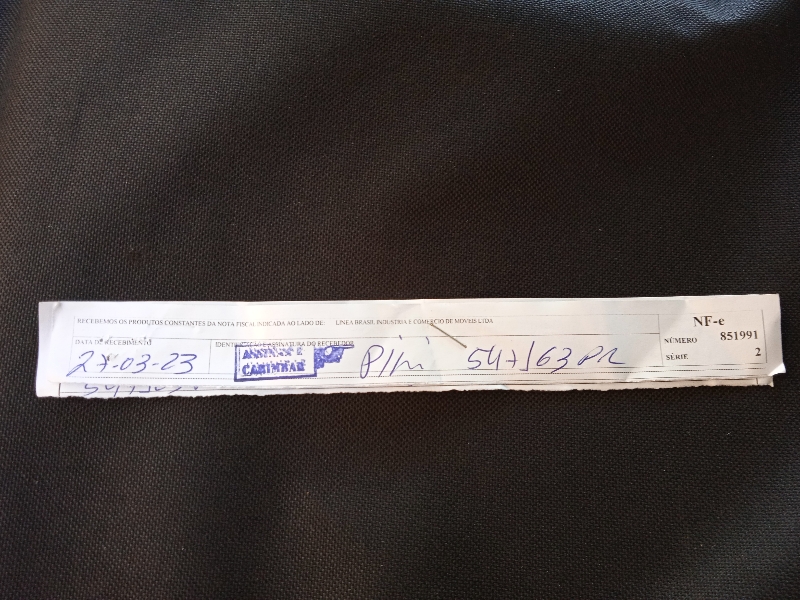 RECEBEMOS OS PRODUTOS CONSTANTES DA NOTA FISCAL INDICADA AO LADO DE: LINEA BRASIL INDUSTRIA E COMERCIO DE MOVEIS LTDA
NF-e
NÚMERO 851991
SÉRIE 2
DATA DE RECEBIMENTO
27-03-23
IDENTIFICAÇÃO E ASSINATURA DO RECEBEDOR
ASSINAR E
CARIMBAR